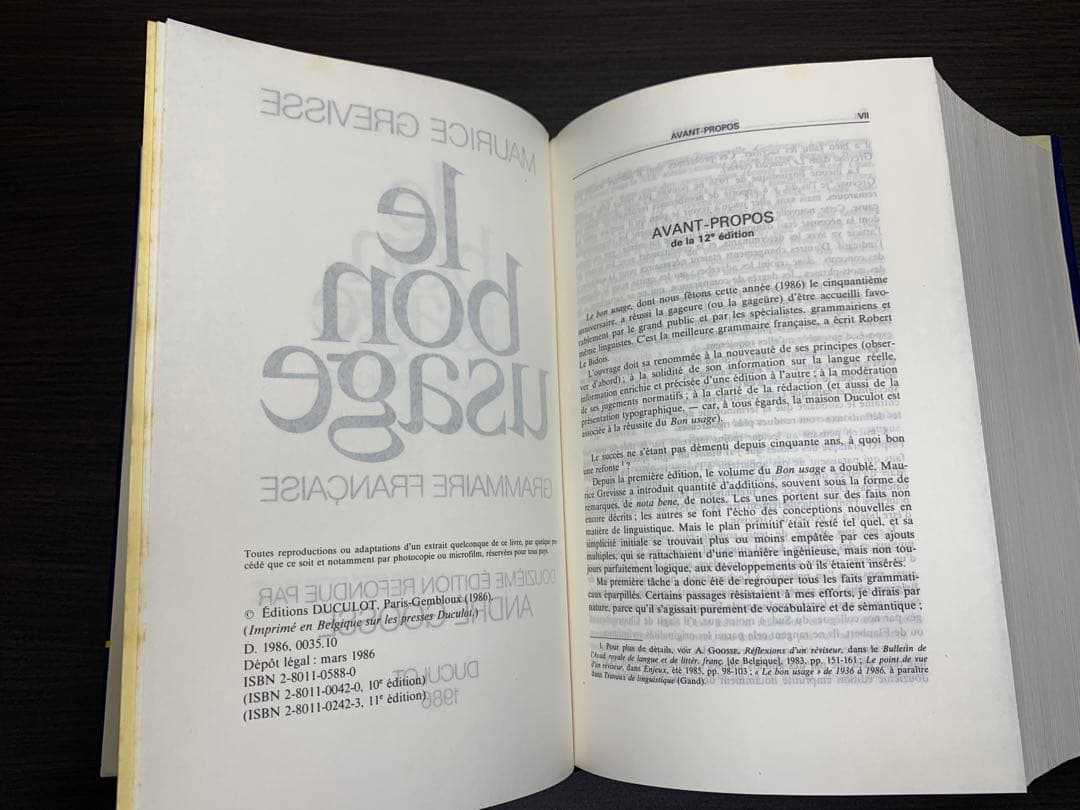 MAURICE GREVISSE
le
bon
usage
GRAMMAIRE FRANÇAISE
Toutes reproductions ou adaptations d'un extrait quelconque de ce livre, par quelque pro-
cédé que ce soit et notamment par photocopie ou microfilm, réservées pour tous pays.
DOUZIÈME ÉDITION REFONDUE PAR
ANDRÉ GOOSSE
© Éditions DUCULOT, Paris-Gembloux (1986).
(Imprimé en Belgique sur les presses Duculot.)
D. 1986, 0035.10
Dépôt légal : mars 1986
ISBN 2-8011-0588-0
(ISBN 2-8011-0042-0, 10e édition)
(ISBN 2-8011-0242-3, 11e édition)
DUCULOT
1986
AVANT-PROPOS
VII
AVANT-PROPOS
de la 12e édition
Le bon usage, dont nous fêtons cette année (1986) le cinquantième
anniversaire, a réussi la gageure (ou la gageüre) d'être accueilli favo-
rablement par le grand public et par les spécialistes, grammairiens et
même linguistes. C'est la meilleure grammaire française, a écrit Robert
Le Bidois.
L'ouvrage doit sa renommée à la nouveauté de ses principes (obser-
ver d'abord) ; à la solidité de son information sur la langue réelle,
information enrichie et précisée d'une édition à l'autre ; à la modération
de ses jugements normatifs ; à la clarté de la rédaction (et aussi de la
présentation typographique, — car, à tous égards, la maison Duculot est
associée à la réussite du Bon usage).
Le succès ne s'étant pas démenti depuis cinquante ans, à quoi bon
une refonte 1 ?
Depuis la première édition, le volume du Bon usage a doublé. Mau-
rice Grevisse a introduit quantité d'additions, souvent sous la forme de
remarques, de nota bene, de notes. Les unes portent sur des faits non
encore décrits ; les autres se font l'écho des conceptions nouvelles en
matière de linguistique. Mais le plan primitif était resté tel quel, et sa
simplicité initiale se trouvait plus ou moins empâtée par ces ajouts
multiples, qui se rattachaient d'une manière ingénieuse, mais non tou-
jours parfaitement logique, aux développements où ils étaient insérés.
Ma première tâche a donc été de regrouper tous les faits grammati-
caux éparpillés. Certains passages résistaient à mes efforts, je dirais par
nature, parce qu'il s'agissait purement de vocabulaire et de sémantique ;
1. Pour plus de détails, voir A. Goosse, Réflexions d'un réviseur, dans le Bulletin de
l'Acad. royale de langue et de littér. franç. [de Belgique], 1983, pp. 151-161 ; Le point de vue
d'un réviseur, dans Enjeux, été 1985, pp. 98-103 ; « Le bon usage » de 1936 à 1986, à paraître
dans Travaux de linguistique (Gand).